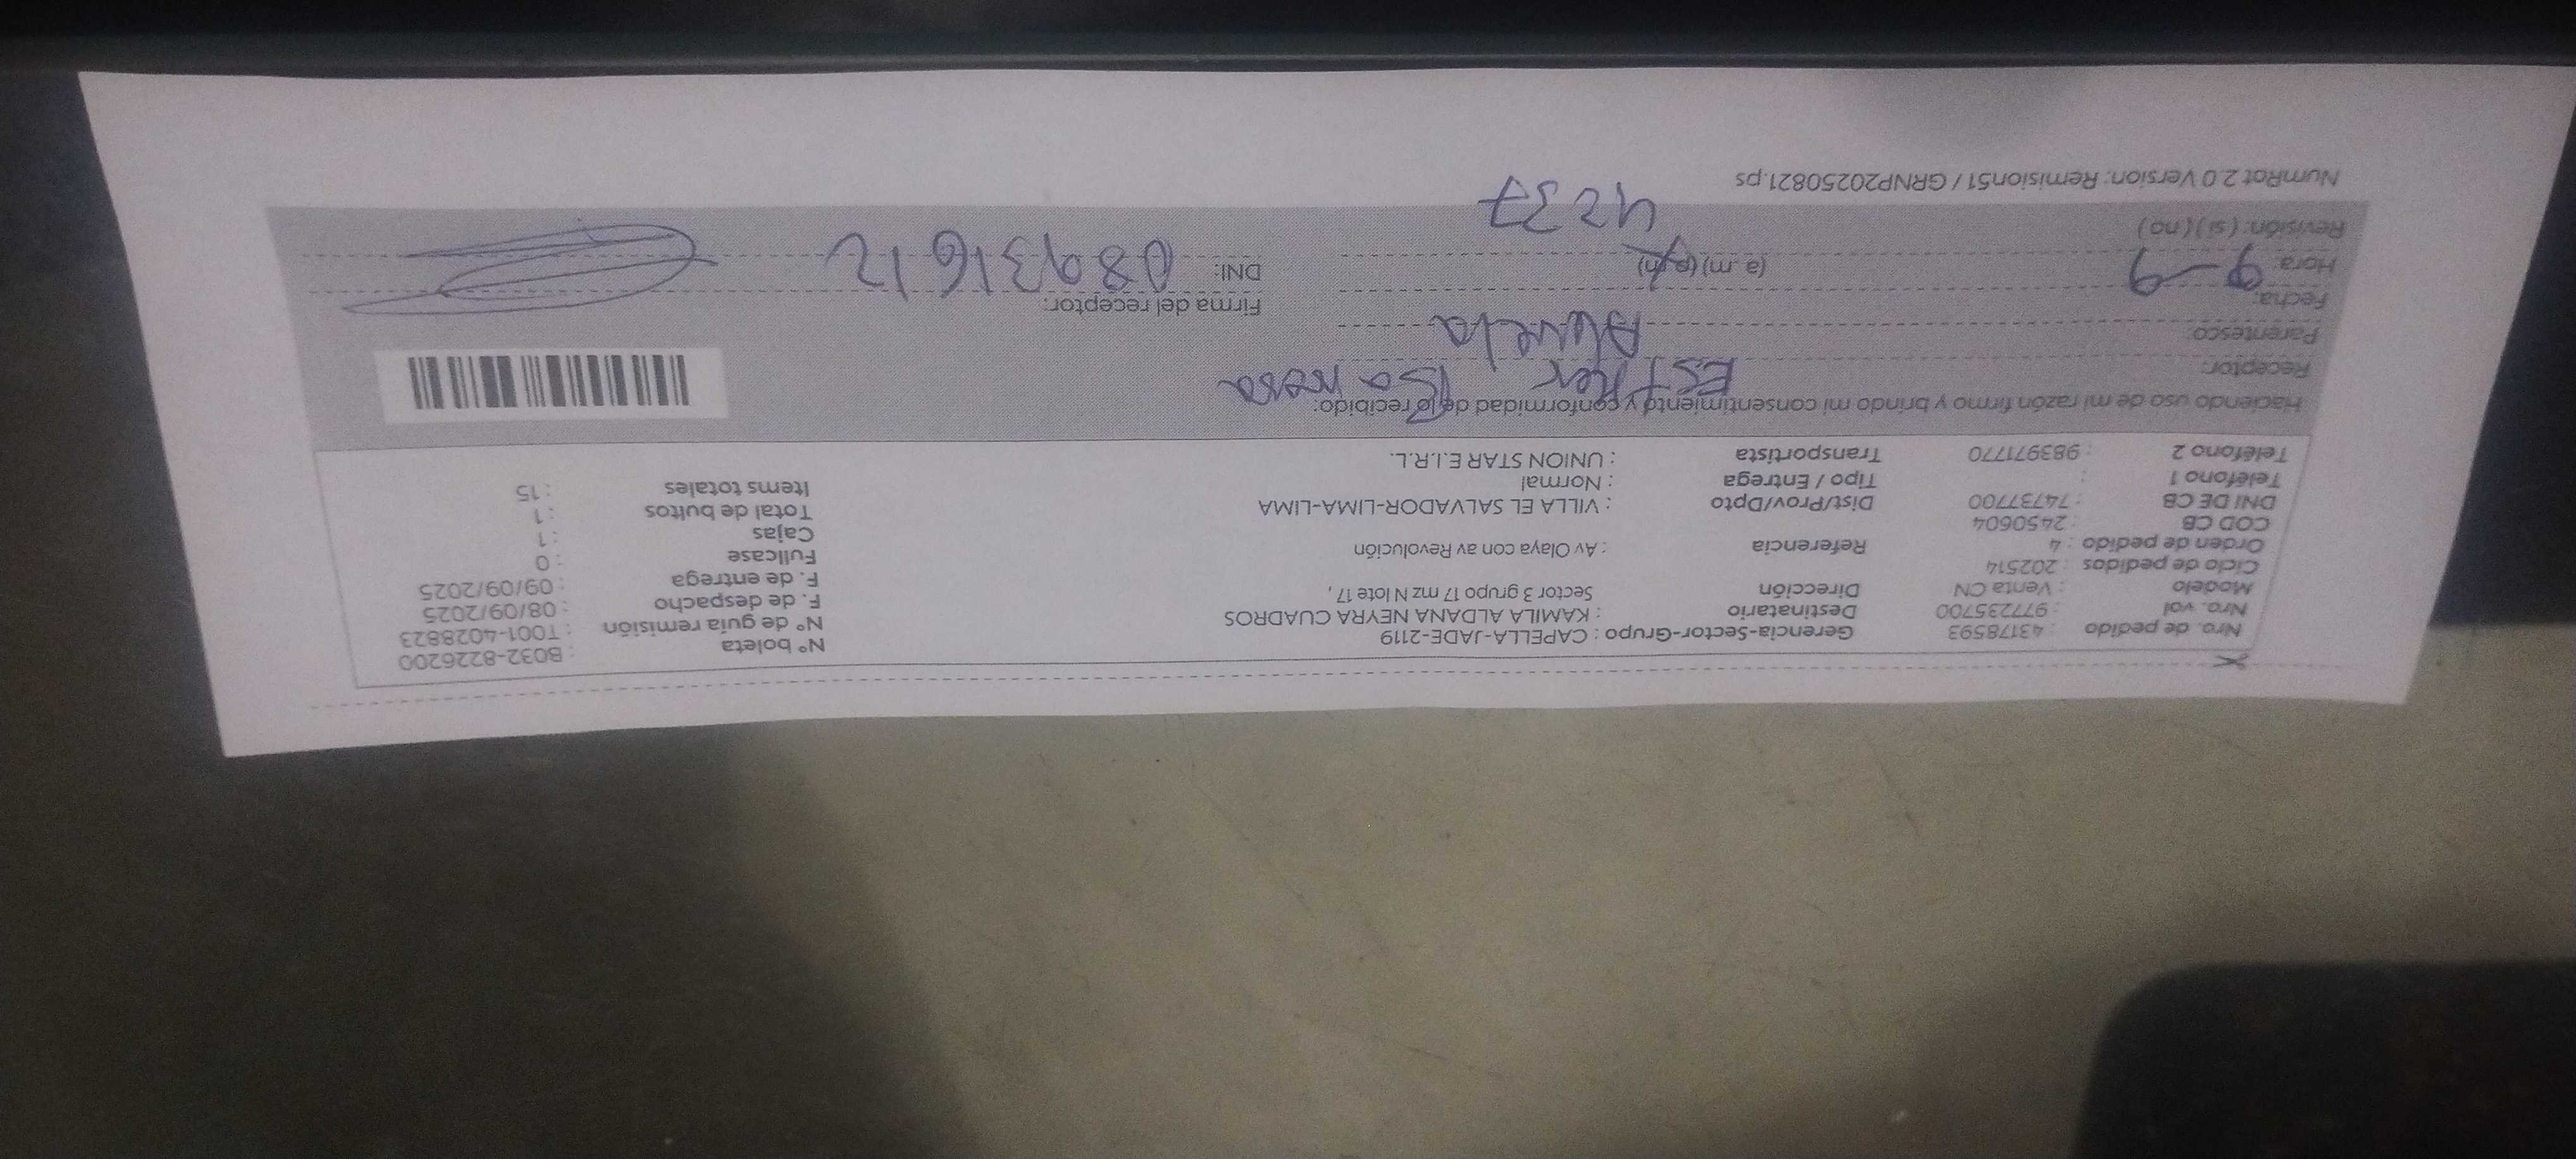 Nro. de pedido : 43178593 Gerencia-Sector-Grupo : CAPELLA-JADE-2119 N° boleta : B032-8226200
Nro. vol : 977235700 Destinatario : KAMILA ALDANA NEYRA CUADROS N° de guía remisión : T001-4028823
Modelo : Venta CN Dirección Sector 3 grupo 17 mz N lote 17 , F. de despacho : 08/09/2025
Ciclo de pedidos : 202514 F. de entrega : 09/09/2025
Orden de pedido : 4 Referencia : Av Olaya con av Revolución Fullcase : 0
COD CB : 2450604 Cajas : 1
DNI DE CB : 74737700 Dist/Prov/Dpto : VILLA EL SALVADOR-LIMA-LIMA Total de bultos : 1
Teléfono 1 : Tipo / Entrega : Normal Items totales : 15
Teléfono 2 : 983971770 Transportista : UNION STAR E.I.R.L.
Haciendo uso de mi razón firmo y brindo mi consentimiento y conformidad de lo recibido:
Receptor: Esther
Parentesco: Abuela
Fecha: 9-9 Firma del receptor:
Hora: (a. m) (p. m) DNI: 08931612
Revisión: ( si ) ( no ) 4237
NumRot 2.0 Version: Remision51 / GRNP20250821.ps